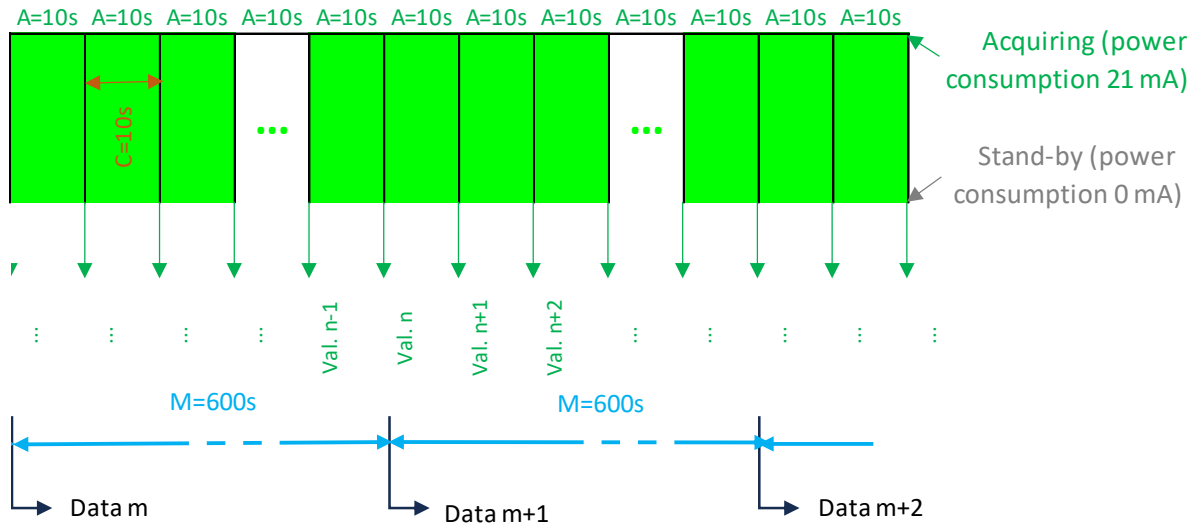 A=10s A=10s A=10s A=10s A=10s A=10s A=10s A=10s A=10s A=10s A=10s A=10s
Acquiring (power
consumption 21 mA)
C=10s
...
...
Stand-by (power
consumption 0 mA)
... ... ... ... Val. n-1 Val. n Val. n+1 Val. n+2 ... ... ... ... ...
M=600s M=600s
Data m Data m+1 Data m+2